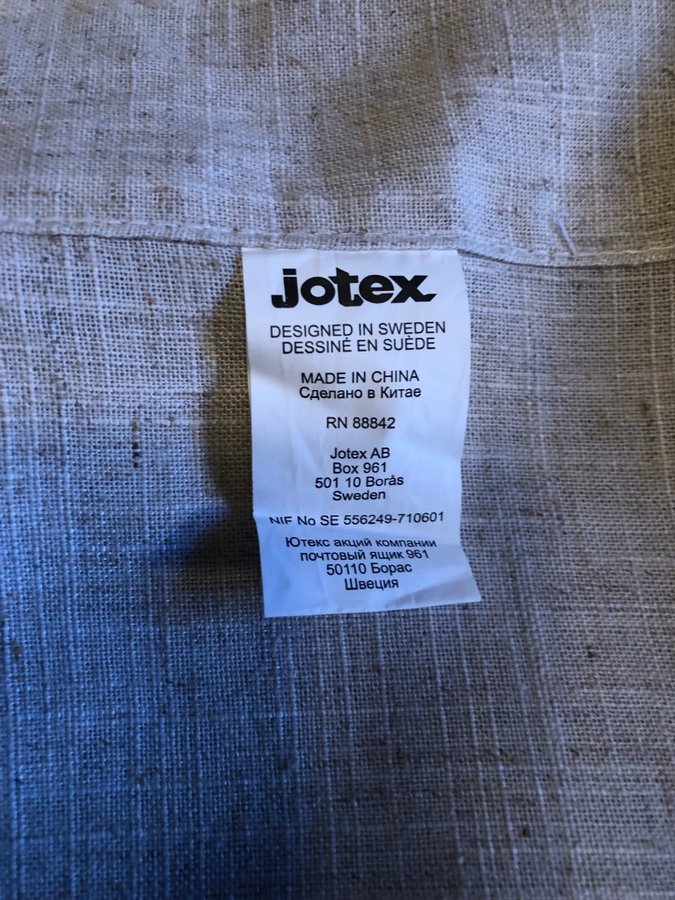 jotex
DESIGNED IN SWEDEN
DESSINÉ EN SUÈDE
MADE IN CHINA
Сделано в Китае
RN 88842
Jotex AB
Box 961
501 10 Borås
Sweden
NIF No SE 556249-710601
Ютекс акций компании
почтовый ящик 961
50110 Борас
Швеция